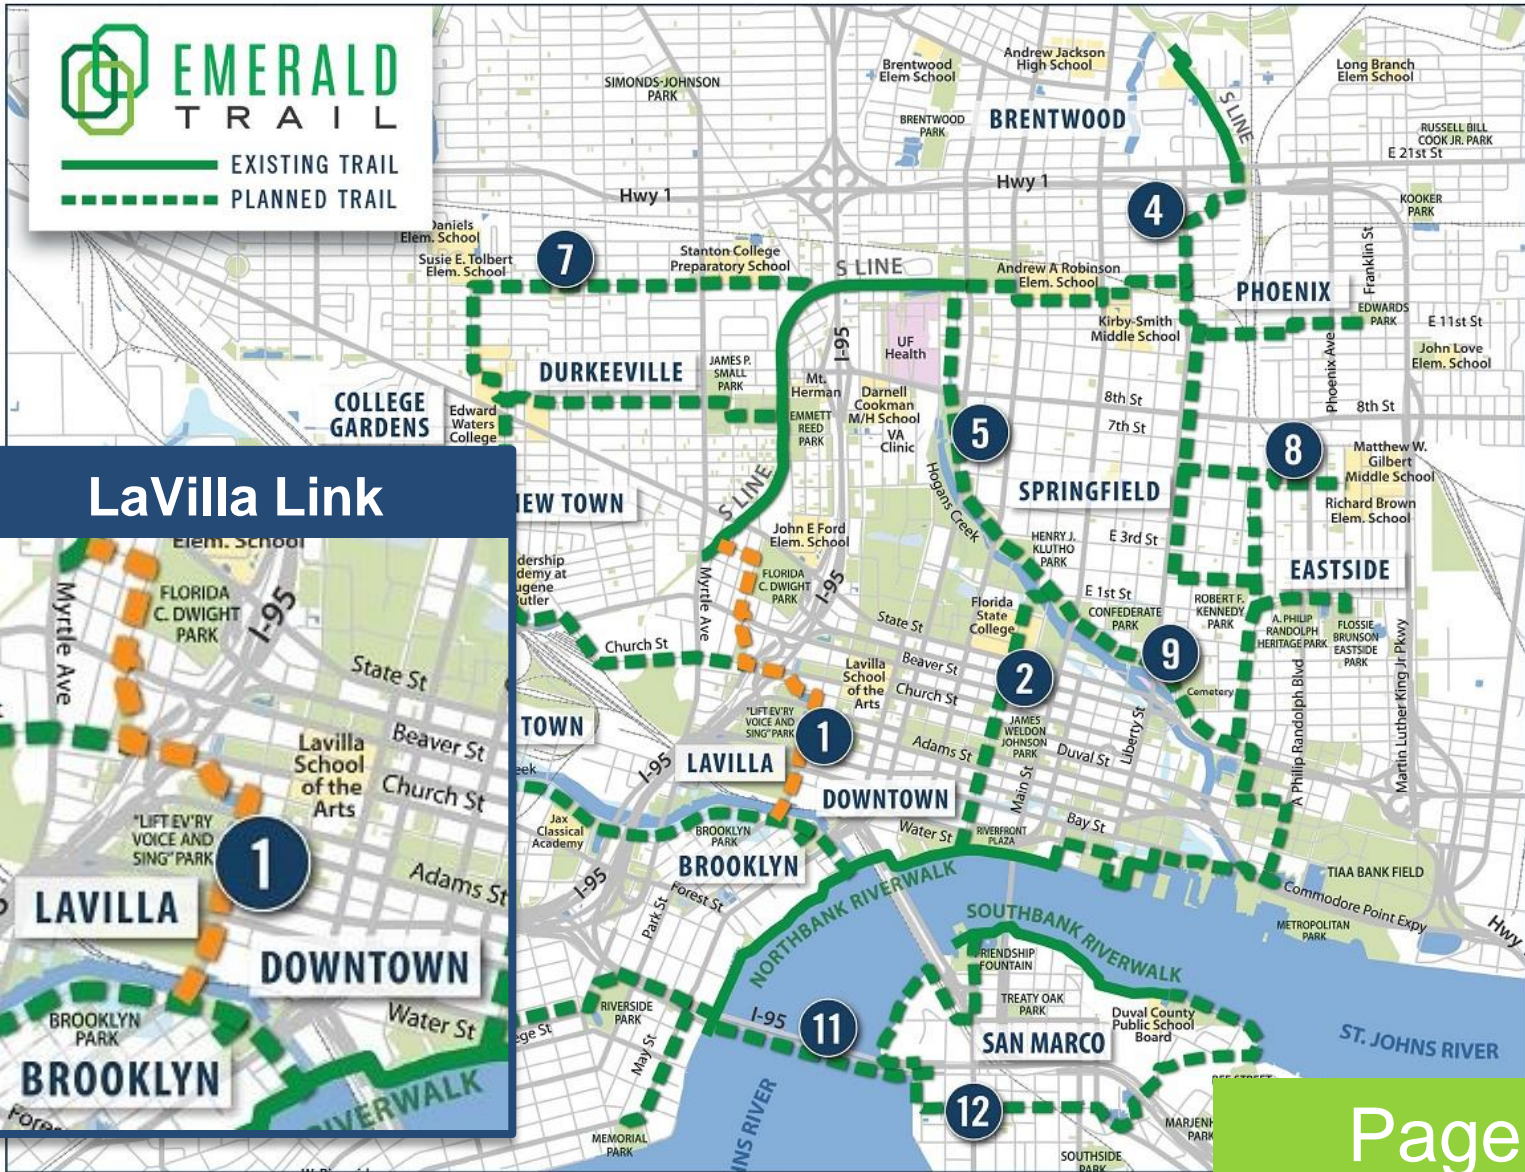 EMERALD
TRAIL
EXISTING TRAIL
PLANNED TRAIL
SIMONDS-JOHNSON
PARK
Brentwood
Elem School
Andrew Jackson
High School
Long Branch
Elem School
BRENTWOOD
PARK
BRENTWOOD
S LINE
RUSSELL BILL
COOK JR. PARK
E 21st St
Hwy 1
Hwy 1
4
KOOKER
PARK
Daniels
Elem. School
Susie E. Tolbert
Elem. School
7
Stanton College
Preparatory School
S LINE
Andrew A Robinson
Elem. School
Franklin St
PHOENIX
EDWARDS
PARK
E 11st St
I-95
UF
Health
Kirby-Smith
Middle School
Phoenix Ave
John Love
Elem. School
DURKEEVILLE
JAMES P.
SMALL
PARK
Mt.
Herman
Darnell
Cookman
M/H School
VA
Clinic
8th St
7th St
8th St
COLLEGE
GARDENS
Edward
Waters
College
EMMETT
REED
PARK
5
8
Matthew W.
Gilbert
Middle School
Richard Brown
Elem. School
S LINE
Hogans Creek
SPRINGFIELD
NEW TOWN
John E Ford
Elem. School
HENRY J.
KLUTHO
PARK
E 3rd St
EASTSIDE
dership
demy at
ugene
utler
Myrtle Ave
FLORIDA
C. DWIGHT
PARK
I-95
State St
Florida
State
College
E 1st St
CONFEDERATE
PARK
ROBERT F.
KENNEDY
PARK
A. PHILIP
RANDOLPH
HERITAGE PARK
FLOSSIE
BRUNSON
EASTSIDE
PARK
Church St
Lavilla
School
of the
Arts
Beaver St
Church St
2
9
Cemetery
A Philip Randolph Blvd
Martin Luther King Jr Pkwy
TOWN
"LIFT EV'RY
VOICE AND
SING" PARK
1
JAMES
WELDON
JOHNSON
PARK
Adams St
Duval St
Liberty St
I-95
LAVILLA
DOWNTOWN
Main St
eek
Jax
Classical
Academy
BROOKLYN
PARK
Water St
RIVERFRONT
PLAZA
Bay St
BROOKLYN
I-95
Forest St
Park St
TIAA BANK FIELD
Commodore Point Expy
METROPOLITAN
PARK
Hwy
NORTHBANK RIVERWALK
SOUTHBANK RIVERWALK
FRIENDSHIP
FOUNTAIN
RIVERSIDE
PARK
ege St
May St
I-95
11
TREATY OAK
PARK
Duval County
Public School
Board
SAN MARCO
ST. JOHNS RIVER
12
MEMORIAL
PARK
NS RIVER
SOUTHSIDE
PARK
LaVilla Link
Elem. School
Myrtle Ave
FLORIDA
C. DWIGHT
PARK
I-95
State St
Beaver St
Lavilla
School
of the
Arts
Church St
"LIFT EV'RY
VOICE AND
SING" PARK
1
Adams St
LAVILLA
DOWNTOWN
BROOKLYN
PARK
Water St
BROOKLYN
RIVERWALK
Page